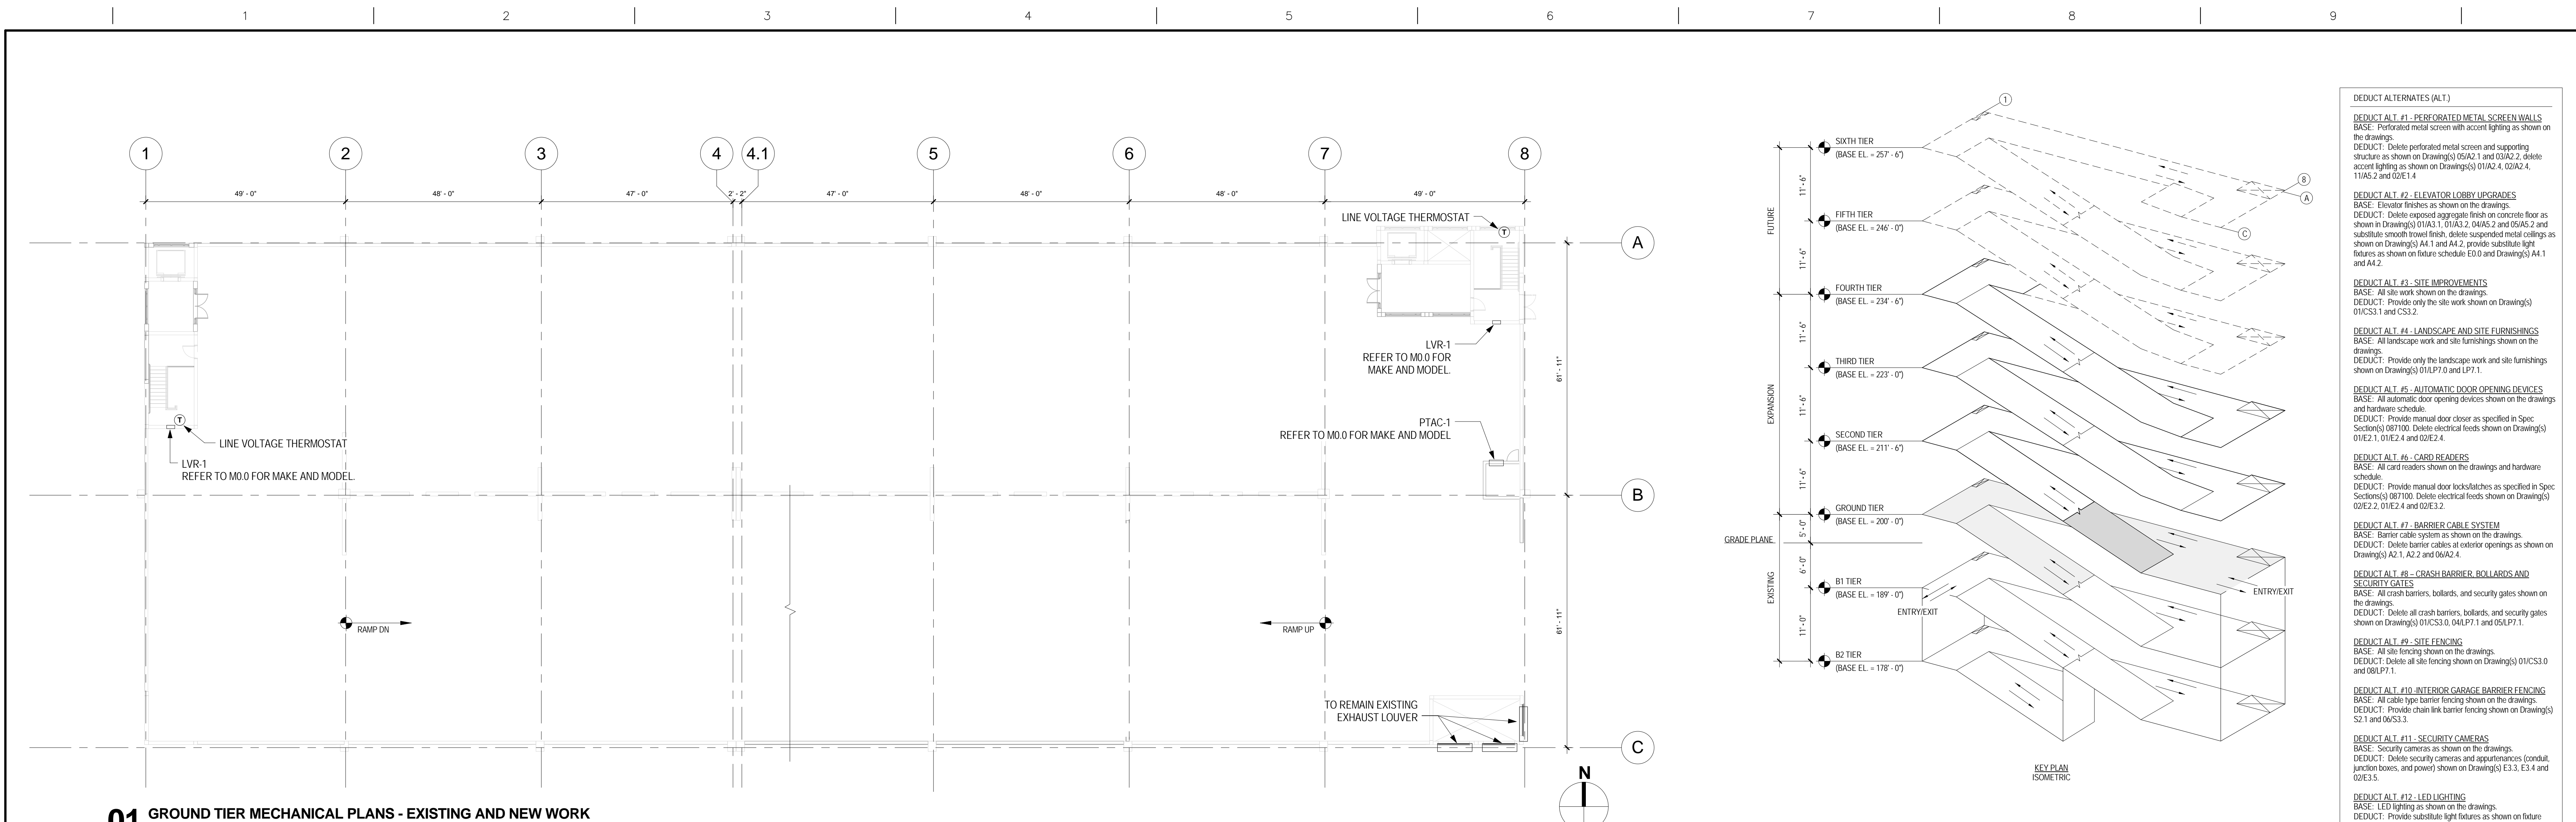 1
2
3
4
5
6
7
8
9
1
2
3
4
4.1
5
6
7
8
49' - 0"
48' - 0"
47' - 0"
2' - 2"
47' - 0"
48' - 0"
48' - 0"
49' - 0"
LINE VOLTAGE THERMOSTAT
T
A
LVR-1
REFER TO M0.0 FOR
MAKE AND MODEL.
61' - 11"
PTAC-1
REFER TO M0.0 FOR MAKE AND MODEL
T
LINE VOLTAGE THERMOSTAT
LVR-1
REFER TO M0.0 FOR MAKE AND MODEL.
B
RAMP DN
RAMP UP
61' - 11"
TO REMAIN EXISTING
EXHAUST LOUVER
C
N
01 GROUND TIER MECHANICAL PLANS - EXISTING AND NEW WORK
1
SIXTH TIER
(BASE EL. = 257' - 6")
8
A
11' - 6"
FUTURE
FIFTH TIER
(BASE EL. = 246' - 0")
C
11' - 6"
FOURTH TIER
(BASE EL. = 234' - 6")
11' - 6"
THIRD TIER
(BASE EL. = 223' - 0")
EXPANSION
11' - 6"
SECOND TIER
(BASE EL. = 211' - 6")
11' - 6"
GROUND TIER
(BASE EL. = 200' - 0")
5' - 0"
GRADE PLANE
6' - 0"
EXISTING
B1 TIER
(BASE EL. = 189' - 0")
ENTRY/EXIT
ENTRY/EXIT
11' - 0"
B2 TIER
(BASE EL. = 178' - 0")
KEY PLAN
ISOMETRIC
DEDUCT ALTERNATES (ALT.)
DEDUCT ALT. #1 - PERFORATED METAL SCREEN WALLS
BASE: Perforated metal screen with accent lighting as shown on
the drawings.
DEDUCT: Delete perforated metal screen and supporting
structure as shown on Drawing(s) 05/A2.1 and 03/A2.2, delete
accent lighting as shown on Drawings(s) 01/A2.4, 02/A2.4,
11/A5.2 and 02/E1.4
DEDUCT ALT. #2 - ELEVATOR LOBBY UPGRADES
BASE: Elevator finishes as shown on the drawings.
DEDUCT: Delete exposed aggregate finish on concrete floor as
shown in Drawing(s) 01/A3.1, 01/A3.2, 04/A5.2 and 05/A5.2 and
substitute smooth trowel finish, delete suspended metal ceilings as
shown on Drawing(s) A4.1 and A4.2, provide substitute light
fixtures as shown on fixture schedule E0.0 and Drawing(s) A4.1
and A4.2.
DEDUCT ALT. #3 - SITE IMPROVEMENTS
BASE: All site work shown on the drawings.
DEDUCT: Provide only the site work shown on Drawing(s)
01/CS3.1 and CS3.2.
DEDUCT ALT. #4 - LANDSCAPE AND SITE FURNISHINGS
BASE: All landscape work and site furnishings shown on the
drawings.
DEDUCT: Provide only the landscape work and site furnishings
shown on Drawing(s) 01/LP7.0 and LP7.1.
DEDUCT ALT. #5 - AUTOMATIC DOOR OPENING DEVICES
BASE: All automatic door opening devices shown on the drawings
and hardware schedule.
DEDUCT: Provide manual door closer as specified in Spec
Section(s) 087100. Delete electrical feeds shown on Drawing(s)
01/E2.1, 01/E2.4 and 02/E2.4.
DEDUCT ALT. #6 - CARD READERS
BASE: All card readers shown on the drawings and hardware
schedule.
DEDUCT: Provide manual door locks/latches as specified in Spec
Sections(s) 087100. Delete electrical feeds shown on Drawing(s)
02/E2.2, 01/E2.4 and 02/E3.2.
DEDUCT ALT. #7 - BARRIER CABLE SYSTEM
BASE: Barrier cable system as shown on the drawings.
DEDUCT: Delete barrier cables at exterior openings as shown on
Drawing(s) A2.1, A2.2 and 06/A2.4.
DEDUCT ALT. #8 – CRASH BARRIER, BOLLARDS AND
SECURITY GATES
BASE: All crash barriers, bollards, and security gates shown on
the drawings.
DEDUCT: Delete all crash barriers, bollards, and security gates
shown on Drawing(s) 01/CS3.0, 04/LP7.1 and 05/LP7.1.
DEDUCT ALT. #9 - SITE FENCING
BASE: All site fencing shown on the drawings.
DEDUCT: Delete all site fencing shown on Drawing(s) 01/CS3.0
and 08/LP7.1.
DEDUCT ALT. #10 -INTERIOR GARAGE BARRIER FENCING
BASE: All cable type barrier fencing shown on the drawings.
DEDUCT: Provide chain link barrier fencing shown on Drawing(s)
S2.1 and 06/S3.3.
DEDUCT ALT. #11 - SECURITY CAMERAS
BASE: Security cameras as shown on the drawings.
DEDUCT: Delete security cameras and appurtenances (conduit,
junction boxes, and power) shown on Drawing(s) E3.3, E3.4 and
02/E3.5.
DEDUCT ALT. #12 - LED LIGHTING
BASE: LED lighting as shown on the drawings.
DEDUCT: Provide substitute light fixtures as shown on fixture